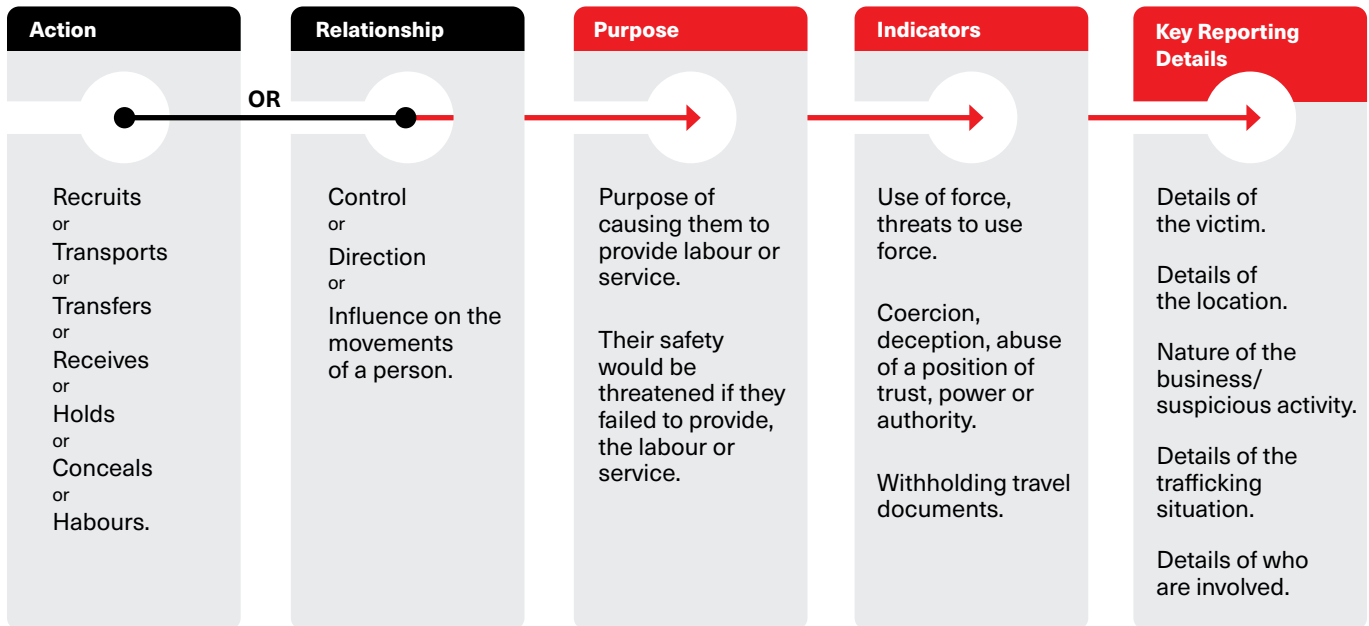 Action
OR
Recruits
or
Transports
or
Transfers
or
Receives
or
Holds
or
Conceals
or
Habours.
Relationship
Control
or
Direction
or
Influence on the
movements
of a person.
Purpose
Purpose of
causing them to
provide labour or
service.
Their safety
would be
threatened if they
failed to provide,
the labour or
service.
Indicators
Use of force,
threats to use
force.
Coercion,
deception, abuse
of a position of
trust, power or
authority.
Withholding travel
documents.
Key Reporting
Details
Details of
the victim.
Details of
the location.
Nature of the
business/
suspicious activity.
Details of the
trafficking
situation.
Details of who
are involved.